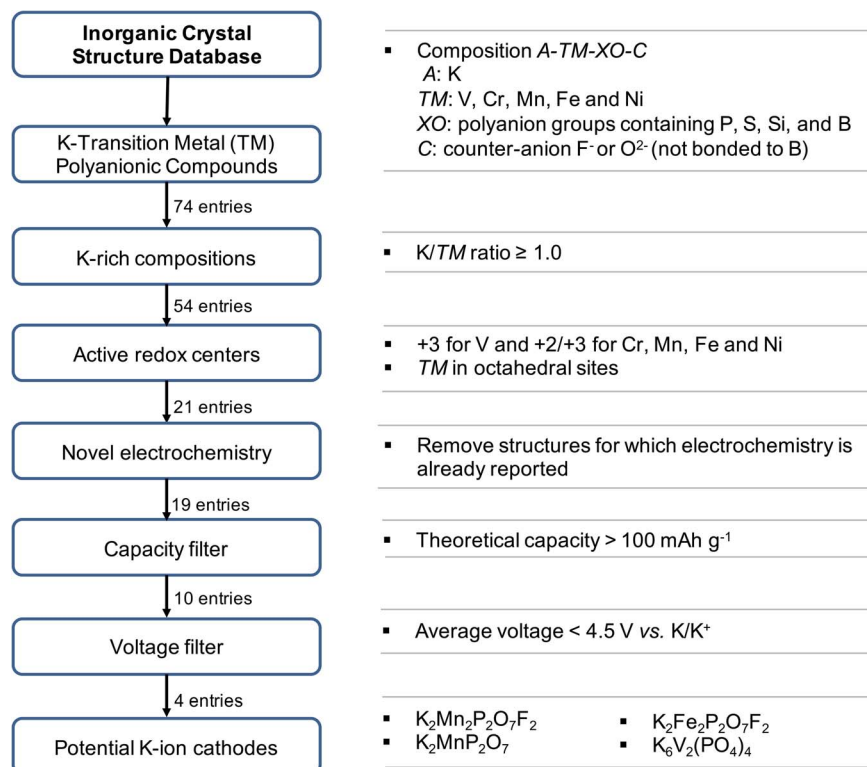 Inorganic Crystal
Structure Database
▪ Composition A-TM-XO-C
A: K
TM: V, Cr, Mn, Fe and Ni
XO: polyanion groups containing P, S, Si, and B
C: counter-anion F⁻ or O²⁻ (not bonded to B)
K-Transition Metal (TM)
Polyanionic Compounds
74 entries
K-rich compositions
▪ K/TM ratio ≥ 1.0
54 entries
Active redox centers
▪ +3 for V and +2/+3 for Cr, Mn, Fe and Ni
▪ TM in octahedral sites
21 entries
Novel electrochemistry
▪ Remove structures for which electrochemistry is
already reported
19 entries
Capacity filter
▪ Theoretical capacity > 100 mAh g⁻¹
10 entries
Voltage filter
▪ Average voltage < 4.5 V vs. K/K⁺
4 entries
Potential K-ion cathodes
▪ K₂Mn₂P₂O₇F₂
▪ K₂MnP₂O₇
▪ K₂Fe₂P₂O₇F₂
▪ K₆V₂(PO₄)₄